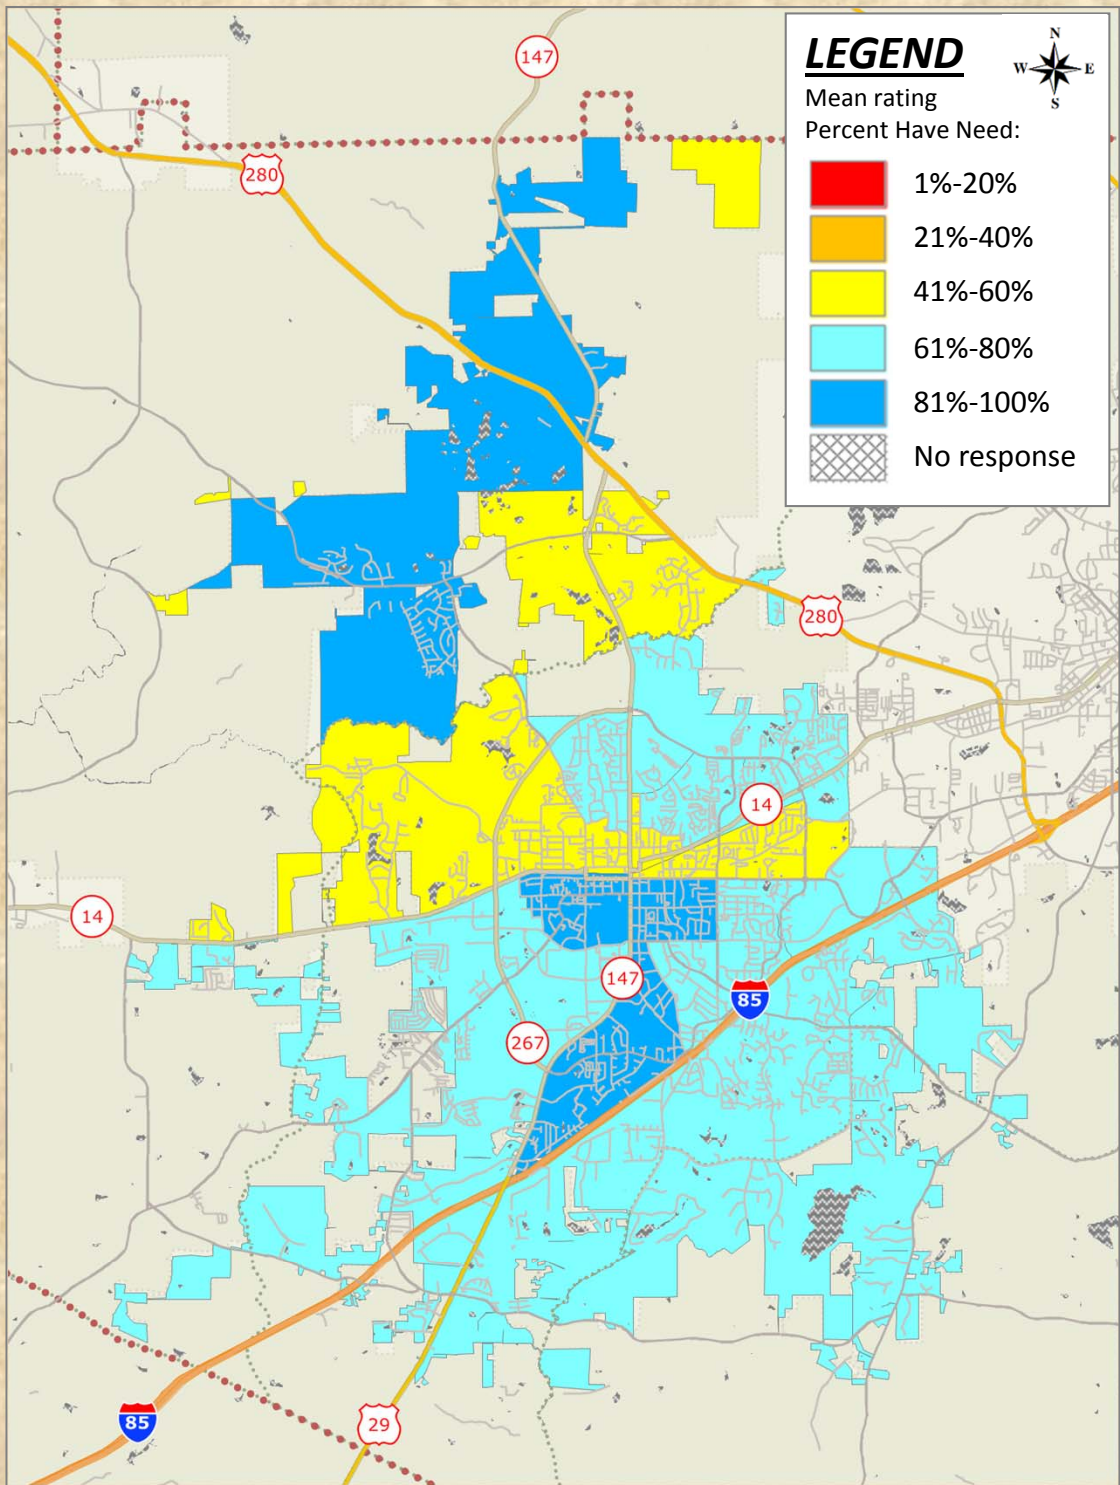 LEGEND
N
W E
S
Mean rating
Percent Have Need:
1%-20%
21%-40%
41%-60%
61%-80%
81%-100%
No response
147
280
280
14
14
147
85
267
85
29